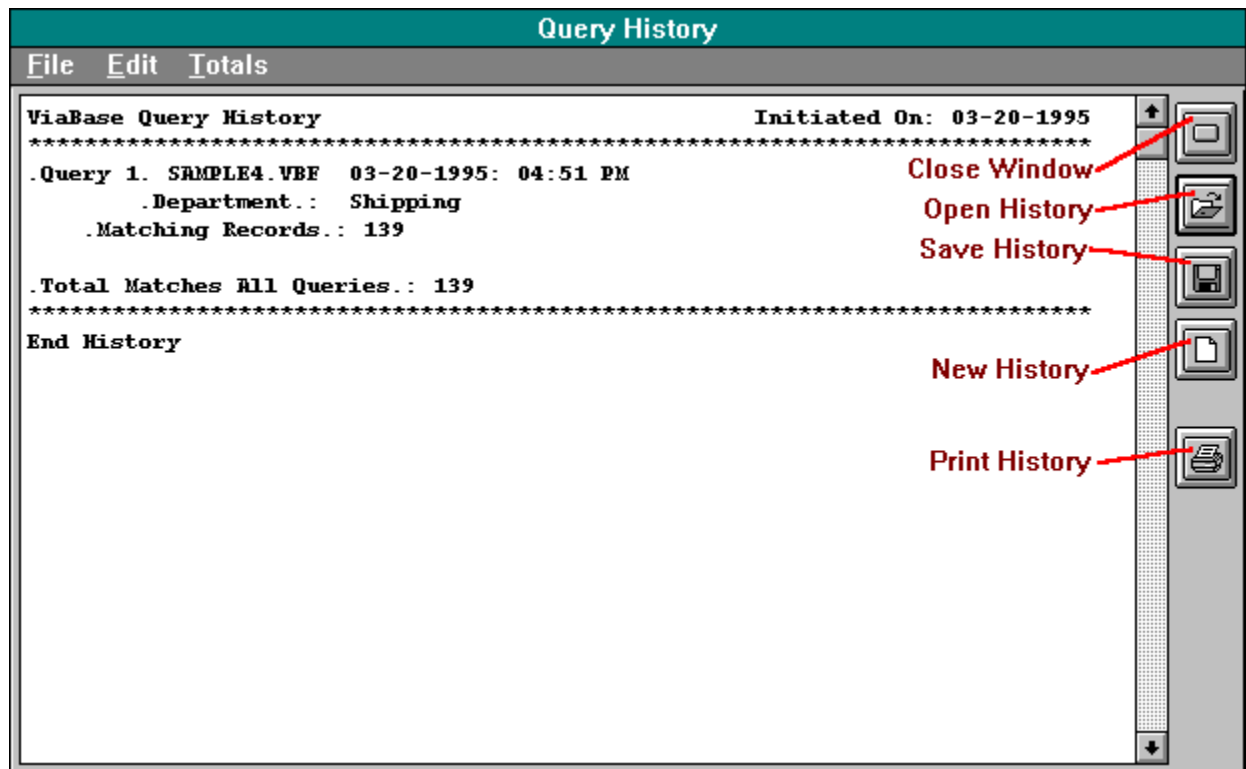 Query History
File Edit Totals
ViaBase Query History Initiated On: 03-20-1995
*****************************************************************************
.Query 1. SAMPLE4.VBF 03-20-1995: 04:51 PM
.Department.: Shipping
.Matching Records.: 139
.Total Matches All Queries.: 139
*****************************************************************************
End History
Close Window
Open History
Save History
New History
Print History